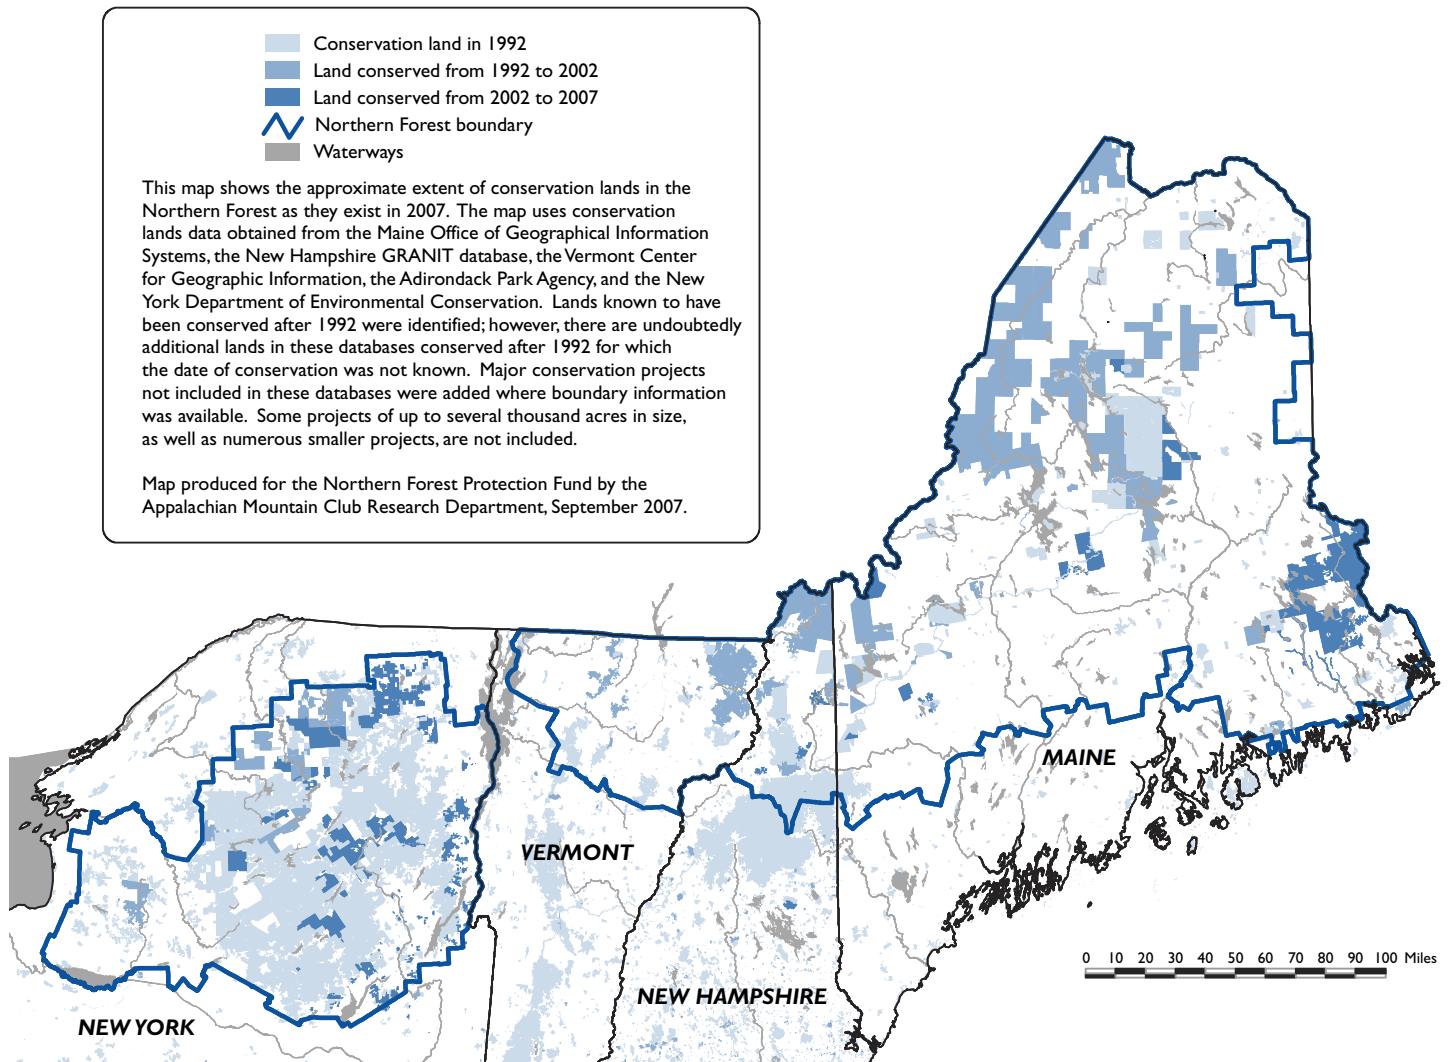 Conservation land in 1992
Land conserved from 1992 to 2002
Land conserved from 2002 to 2007
Northern Forest boundary
Waterways
This map shows the approximate extent of conservation lands in the
Northern Forest as they exist in 2007. The map uses conservation
lands data obtained from the Maine Office of Geographical Information
Systems, the New Hampshire GRANIT database, the Vermont Center
for Geographic Information, the Adirondack Park Agency, and the New
York Department of Environmental Conservation. Lands known to have
been conserved after 1992 were identified; however, there are undoubtedly
additional lands in these databases conserved after 1992 for which
the date of conservation was not known. Major conservation projects
not included in these databases were added where boundary information
was available. Some projects of up to several thousand acres in size,
as well as numerous smaller projects, are not included.
Map produced for the Northern Forest Protection Fund by the
Appalachian Mountain Club Research Department, September 2007.
MAINE
VERMONT
NEW HAMPSHIRE
NEW YORK
0 10 20 30 40 50 60 70 80 90 100 Miles